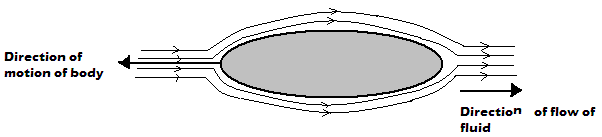 Direction of
motion of body
Direction of flow of
fluid